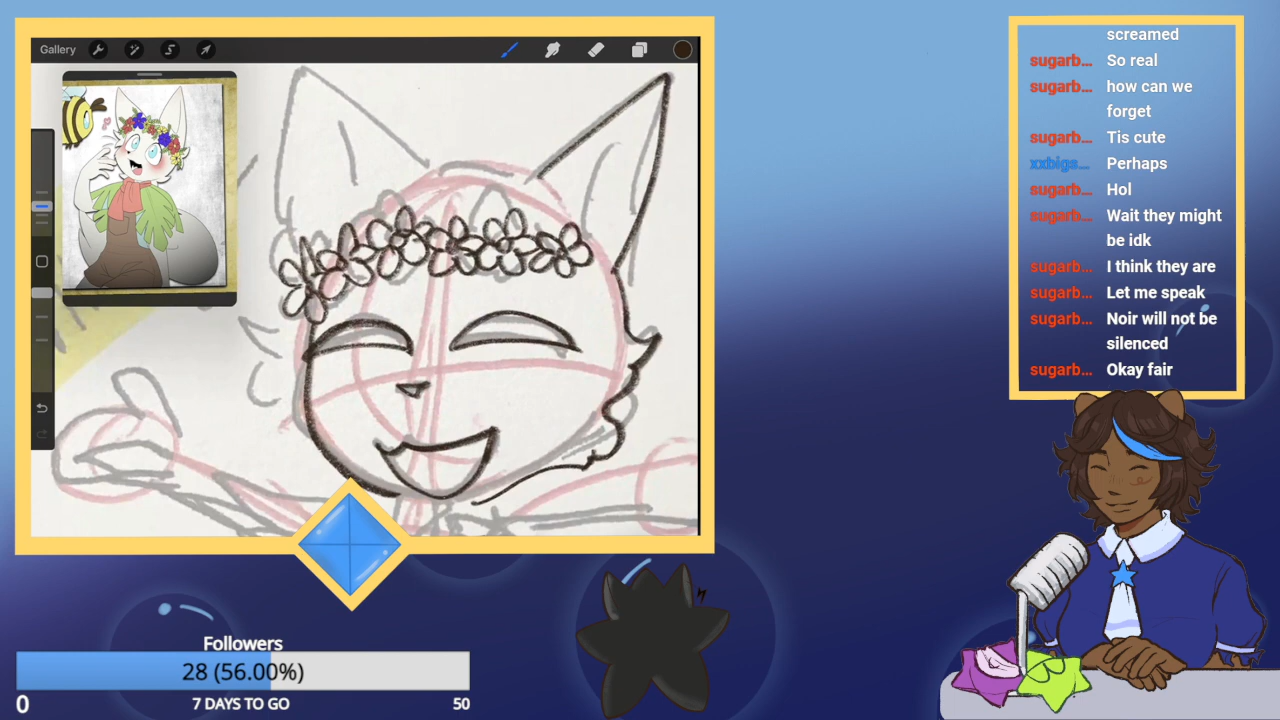 Gallery
screamed
sugarb... So real
sugarb... how can we
forget
sugarb... Tis cute
xxbigs... Perhaps
sugarb... Hol
sugarb... Wait they might
be idk
sugarb... I think they are
sugarb... Let me speak
sugarb... Noir will not be
silenced
sugarb... Okay fair
Followers
28 (56.00%)
0
7 DAYS TO GO
50